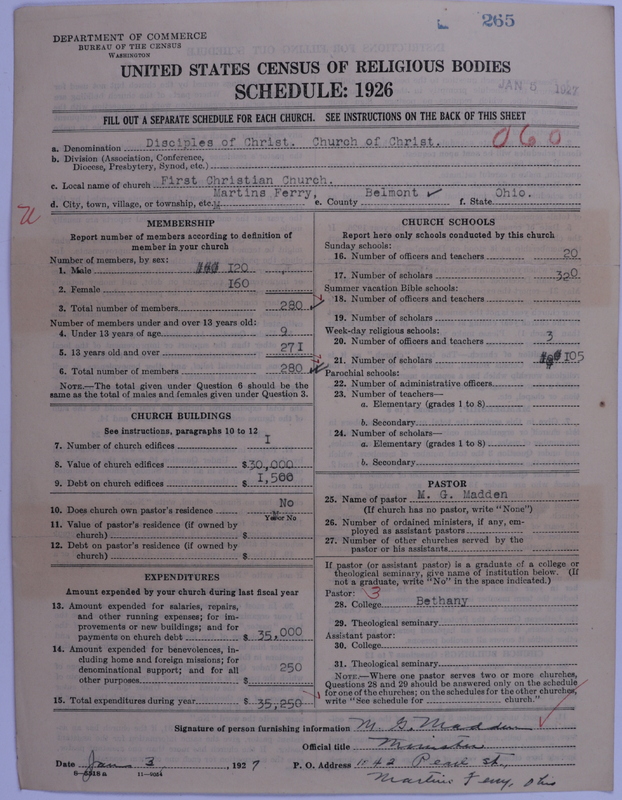 265
DEPARTMENT OF COMMERCE
BUREAU OF THE CENSUS
WASHINGTON
UNITED STATES CENSUS OF RELIGIOUS BODIES
SCHEDULE: 1926
JAN 8 1927
FILL OUT A SEPARATE SCHEDULE FOR EACH CHURCH. SEE INSTRUCTIONS ON THE BACK OF THIS SHEET
a. Denomination Disciples of Christ. Church of Christ. 060
b. Division (Association, Conference,
Diocese, Presbytery, Synod, etc.)
c. Local name of church First Christian Church.
d. City, town, village, or township, etc. Martins Ferry, e. County Belmont f. State Ohio.
MEMBERSHIP
Report number of members according to definition of
member in your church
Number of members, by sex:
1. Male 120
2. Female 160
3. Total number of members 280
Number of members under and over 13 years old:
4. Under 13 years of age 9
5. 13 years old and over 271
6. Total number of members 280
NOTE.—The total given under Question 6 should be the
same as the total of males and females given under Question 3.
CHURCH BUILDINGS
See instructions, paragraphs 10 to 12
7. Number of church edifices I
8. Value of church edifices $30,000
9. Debt on church edifices $ 1,500
10. Does church own pastor's residence No
Yes or No
11. Value of pastor's residence (if owned by
church) $
12. Debt on pastor's residence (if owned by
church) $
EXPENDITURES
Amount expended by your church during last fiscal year
13. Amount expended for salaries, repairs,
and other running expenses; for im-
provements or new buildings; and for
payments on church debt $ 35,000
14. Amount expended for benevolences, in-
cluding home and foreign missions; for
denominational support; and for all
other purposes $ 250
15. Total expenditures during year $ 35,250
CHURCH SCHOOLS
Report here only schools conducted by this church
Sunday schools:
16. Number of officers and teachers 20
17. Number of scholars 320
Summer vacation Bible schools:
18. Number of officers and teachers
19. Number of scholars
Week-day religious schools:
20. Number of officers and teachers 3
21. Number of scholars 105
Parochial schools:
22. Number of administrative officers
23. Number of teachers—
a. Elementary (grades 1 to 8)
b. Secondary
24. Number of scholars—
a. Elementary (grades 1 to 8)
b. Secondary
PASTOR
25. Name of pastor M. G. Madden
(If church has no pastor, write "None")
26. Number of ordained ministers, if any, em-
ployed as assistant pastors
27. Number of other churches served by the
pastor or his assistants
If pastor (or assistant pastor) is a graduate of a college or
theological seminary, give name of institution below. (If
not a graduate, write "No" in the space indicated.)
Pastor: 3
28. College Bethany
29. Theological seminary
Assistant pastor:
30. College
31. Theological seminary
NOTE.—Where one pastor serves two or more churches,
Questions 28 and 29 should be answered only on the schedule
for one of the churches; on the schedules for the other churches,
write "See schedule for church."
Signature of person furnishing information M. G. Madden
Official title Minister
Date Jan 3, 1927 P. O. Address 1142 Pearl St.,
Martins Ferry, Ohio
8—5518a 11—9024